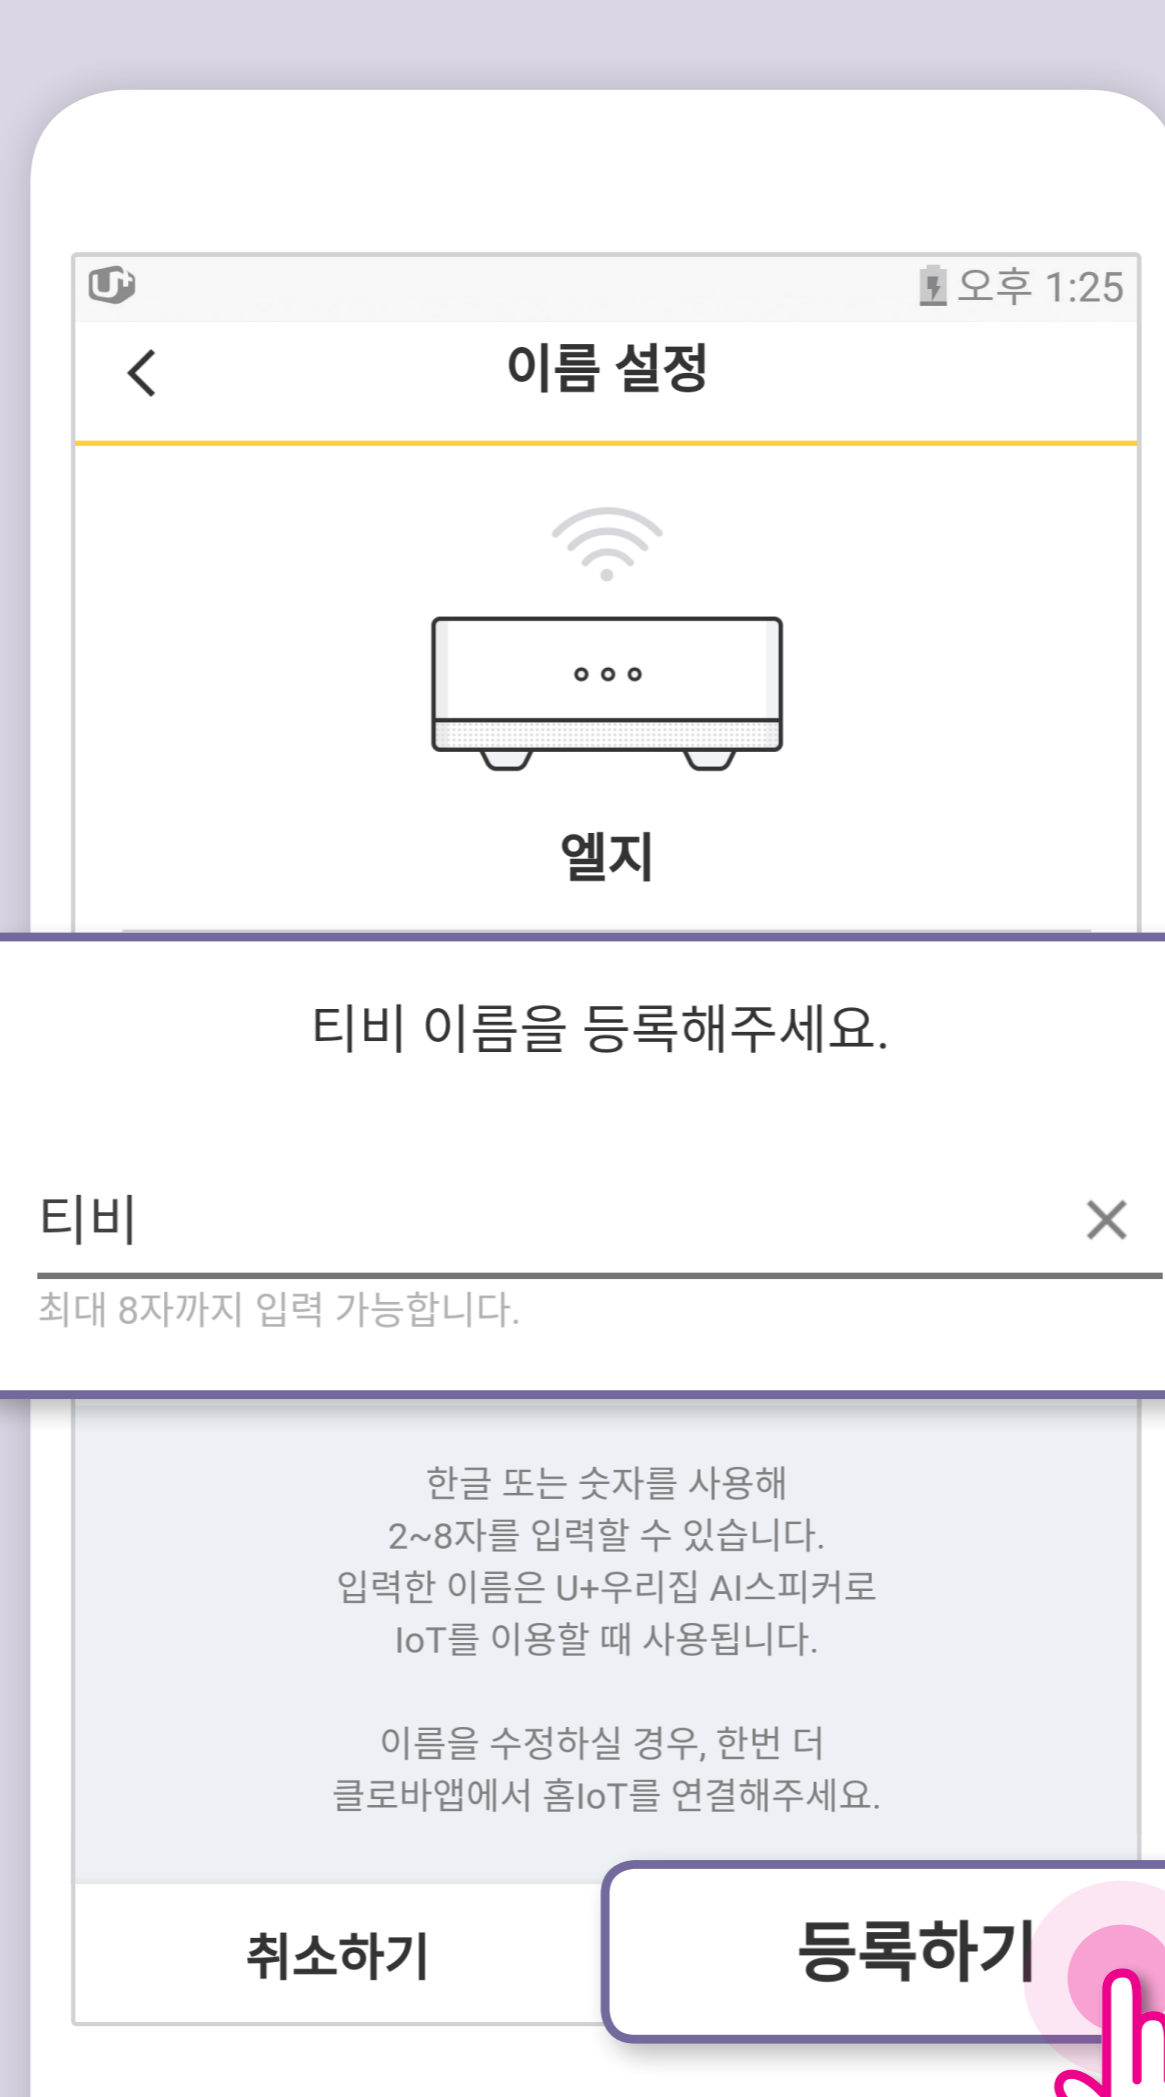 U+
오후 1:25
이름 설정
엘지
티비 이름을 등록해주세요.
티비
최대 8자까지 입력 가능합니다.
한글 또는 숫자를 사용해
2~8자를 입력할 수 있습니다.
입력한 이름은 U+우리집 AI스피커로
IoT를 이용할 때 사용됩니다.
이름을 수정하실 경우, 한번 더
클로바앱에서 홈IoT를 연결해주세요.
취소하기
등록하기